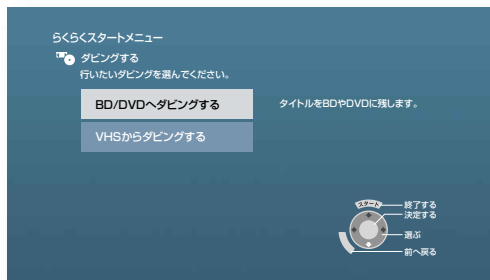 らくらくスタートメニュー
ダビングする
行いたいダビングを選んでください。
BD/DVDへダビングする
タイトルをBDやDVDに残します。
VHSからダビングする
スタート
終了する
決定する
選ぶ
前へ戻る